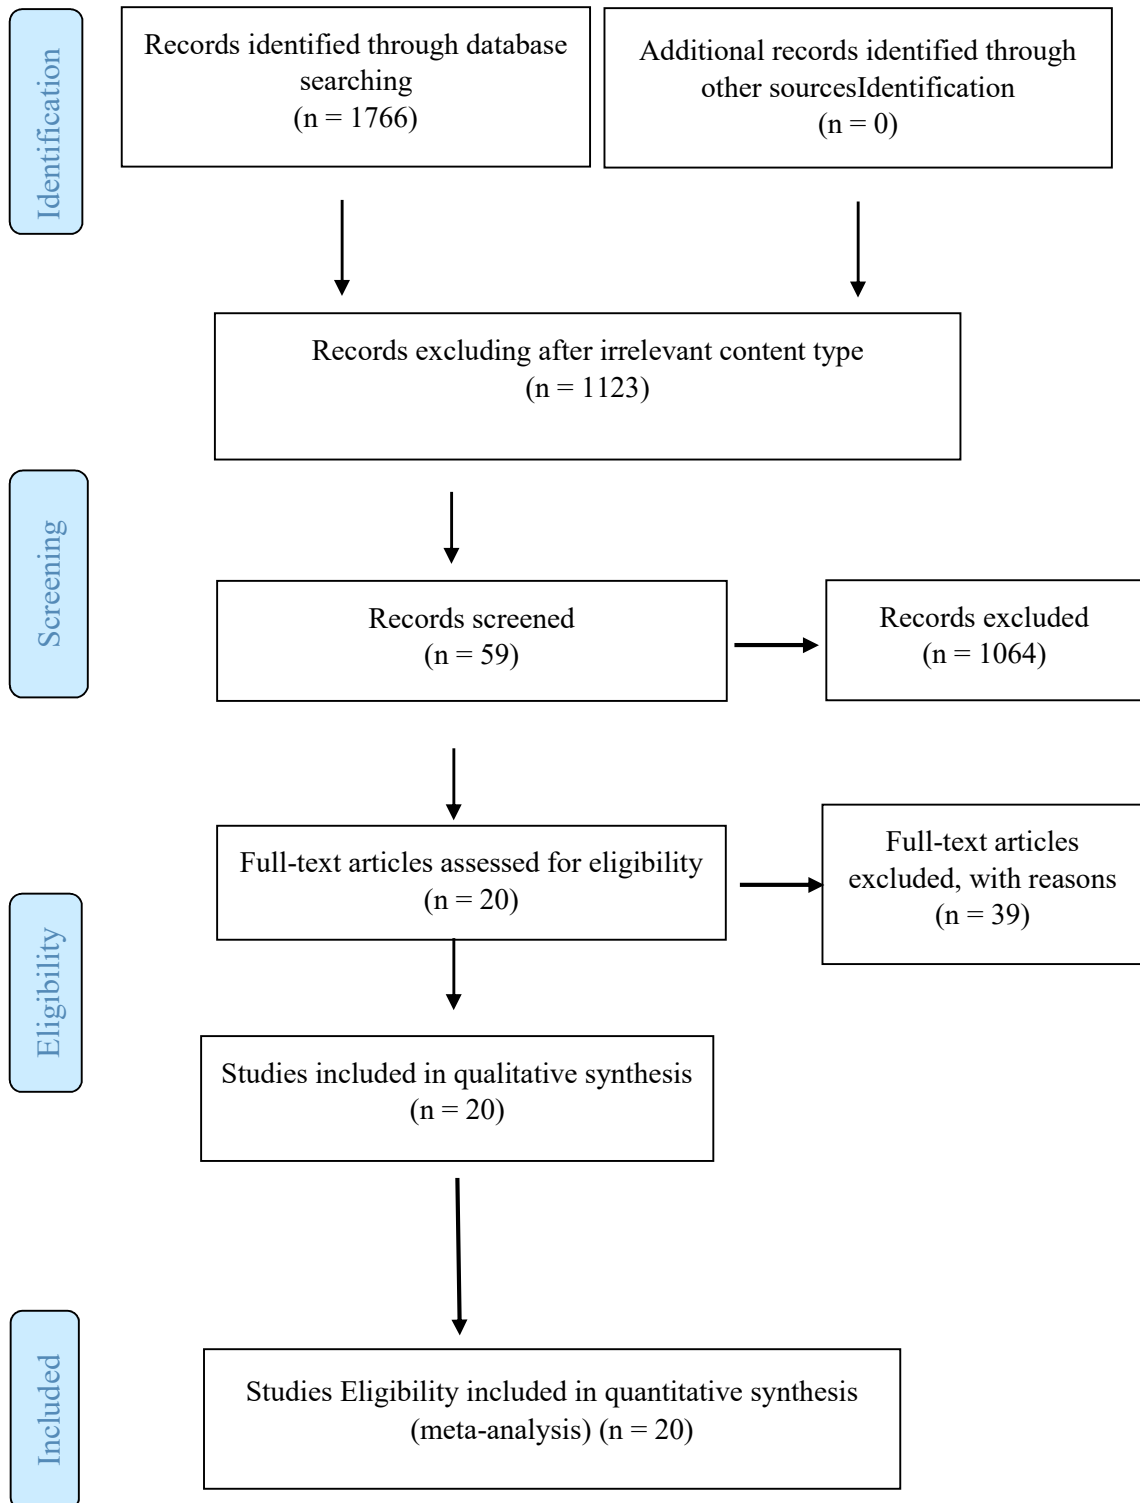 Identification
Records identified through database
searching
(n = 1766)
Additional records identified through
other sourcesIdentification
(n = 0)
Records excluding after irrelevant content type
(n = 1123)
Screening
Records screened
(n = 59)
Records excluded
(n = 1064)
Eligibility
Full-text articles assessed for eligibility
(n = 20)
Full-text articles
excluded, with reasons
(n = 39)
Studies included in qualitative synthesis
(n = 20)
Included
Studies Eligibility included in quantitative synthesis
(meta-analysis) (n = 20)